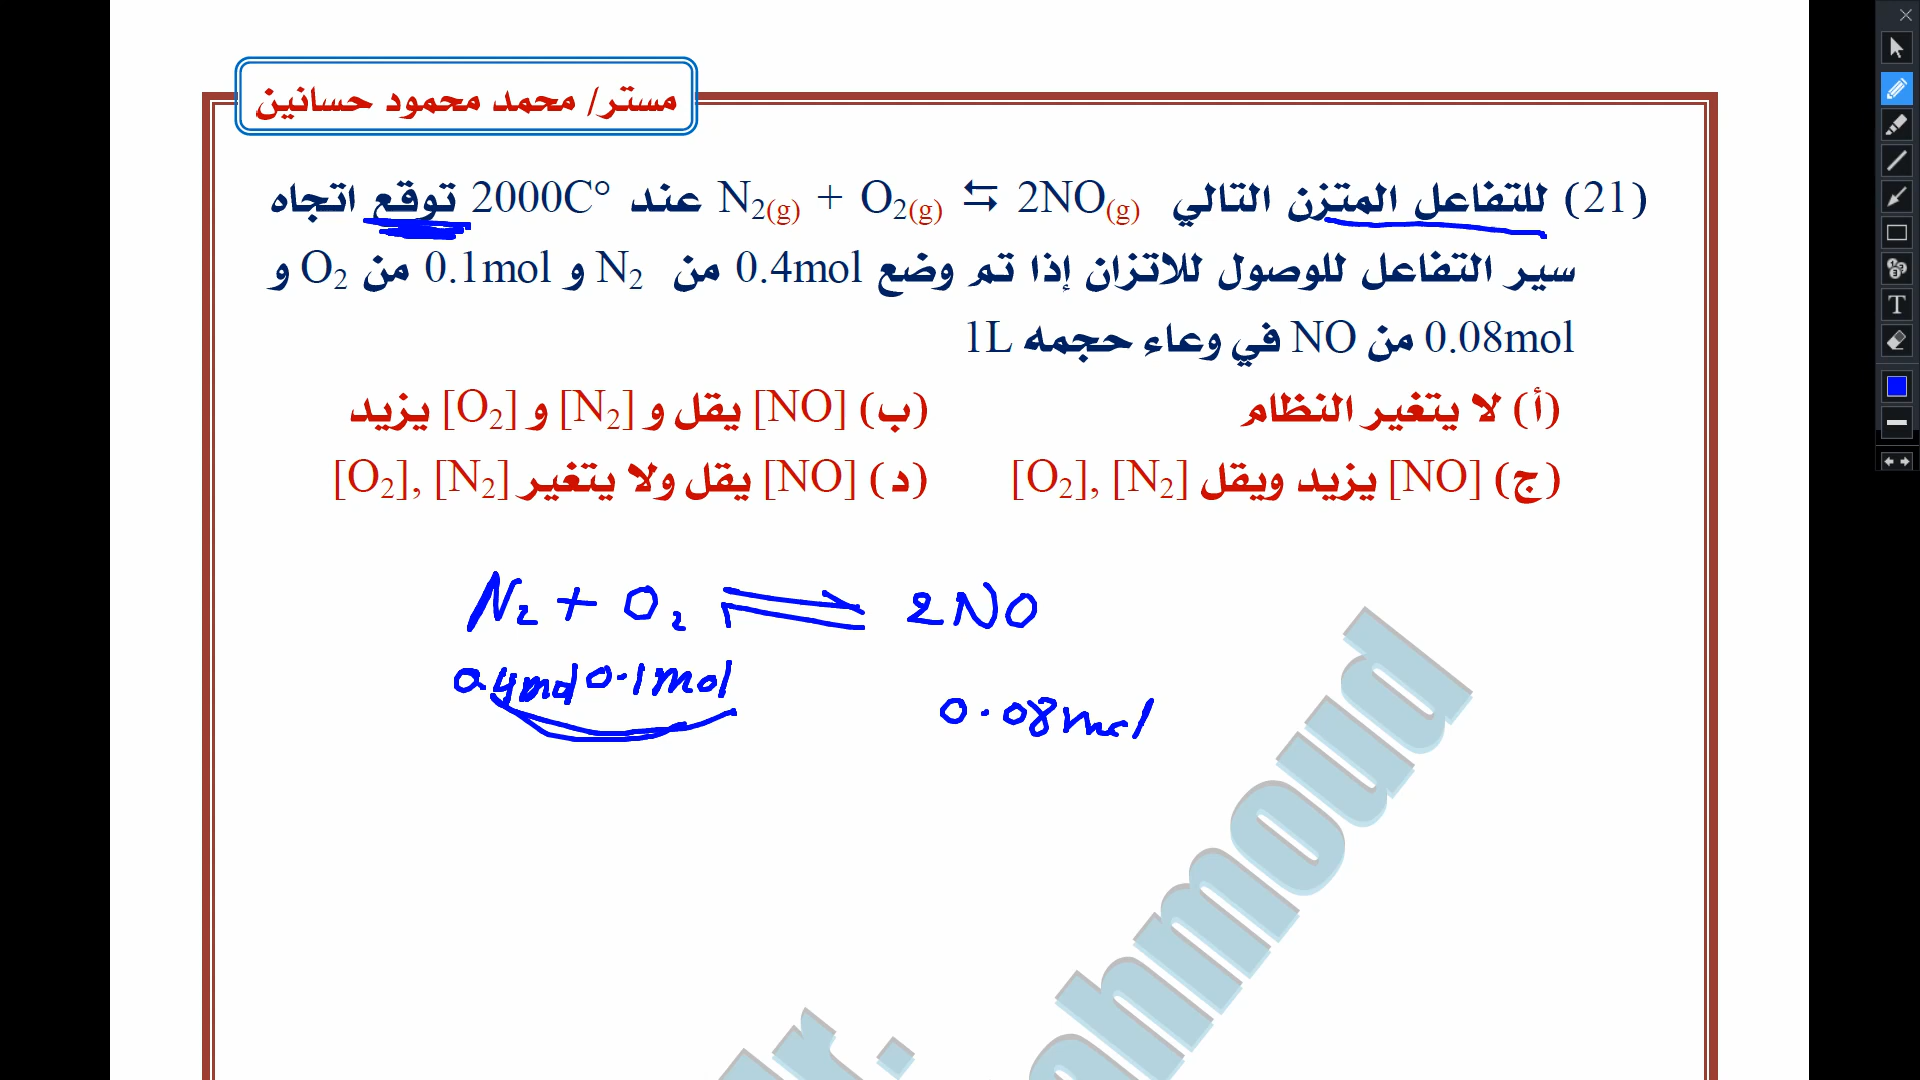 مستر/ محمد محمود حسانين
(21) للتفاعل المتزن التالي N2(g) + O2(g) ⇆ 2NO(g) عند 2000C° توقع اتجاه
سير التفاعل للوصول للاتزان إذا تم وضع 0.4mol من N2 و 0.1mol من O2 و
0.08mol من NO في وعاء حجمه 1L
(أ) لا يتغير النظام (ب) [NO] يقل و [N2] و [O2] يزيد
(ج) [NO] يزيد ويقل [N2] ,[O2] (د) [NO] يقل ولا يتغير [N2] ,[O2]
N2 + O2 ⇌ 2NO
0.4mol 0.1mol
0.08mol
Mr.
ahmoud
T